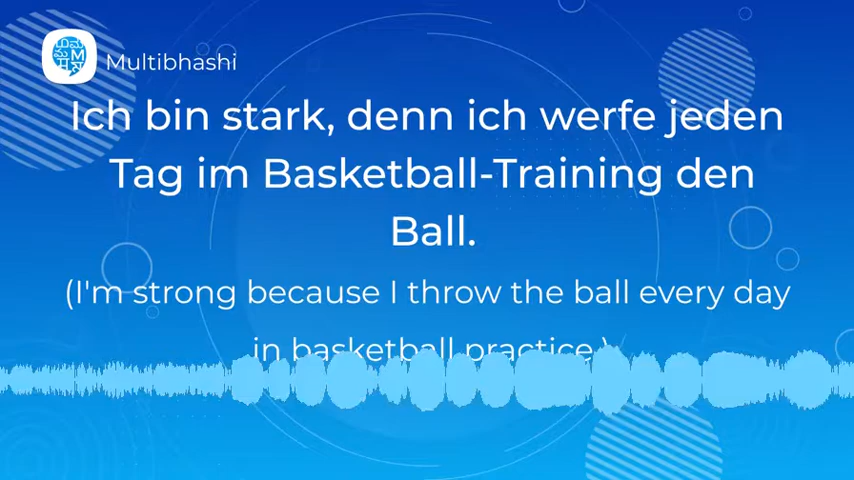 Multibhashi
Ich bin stark, denn ich werfe jeden
Tag im Basketball-Training den
Ball.
(I'm strong because I throw the ball every day
in basketball practice.)